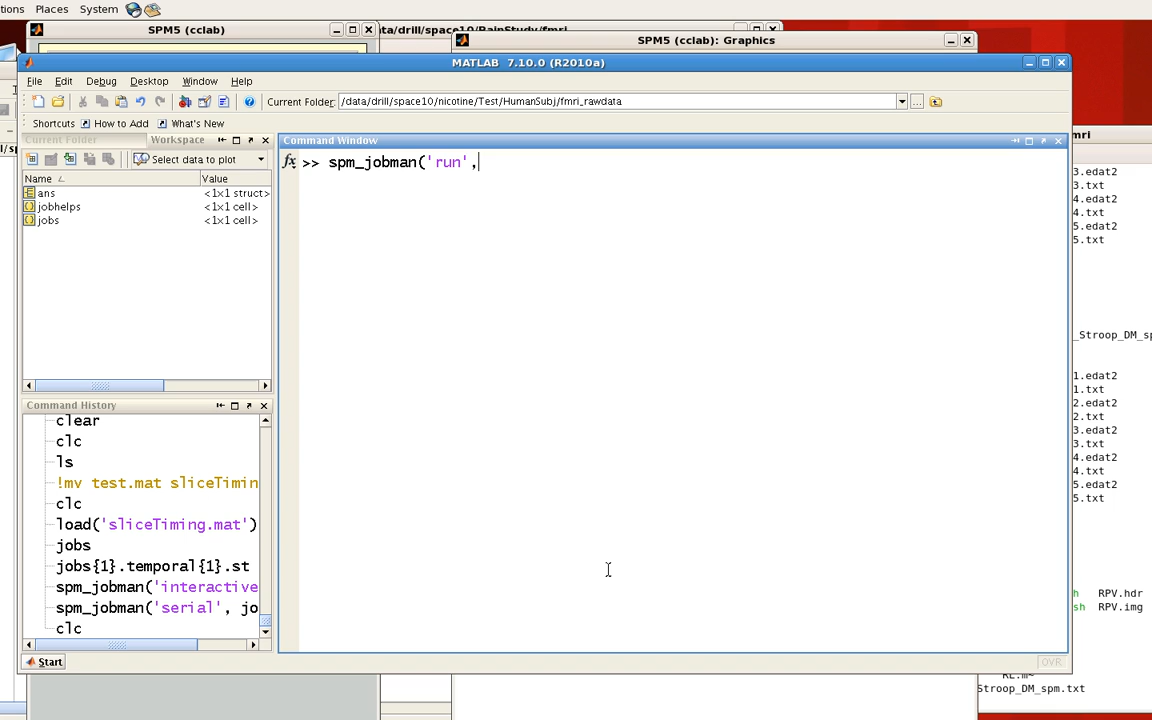 tions Places System
SPM5 (cclab)
ata/drill/space10/RainStudy/fmri
SPM5 (cclab): Graphics
MATLAB 7.10.0 (R2010a)
File Edit Debug Desktop Window Help
Current Folder: /data/drill/space10/nicotine/Test/HumanSubj/fmri_rawdata ...
Shortcuts How to Add What's New
Current Folder Workspace
Command Window
mri
Select data to plot
fx >> spm_jobman('run',
Name Value
ans <1x1 struct>
jobhelps <1x1 cell>
jobs <1x1 cell>
3.edat2
3.txt
4.edat2
4.txt
5.edat2
5.txt
_Stroop_DM_sp
1.edat2
1.txt
2.edat2
2.txt
3.edat2
3.txt
4.edat2
4.txt
5.edat2
5.txt
Command History
clear
clc
ls
!mv test.mat sliceTimin
clc
load('sliceTiming.mat')
jobs
jobs{1}.temporal{1}.st
spm_jobman('interactive
spm_jobman('serial', jo
clc
h RPV.hdr
sh RPV.img
Start
OVR
RE.m~
Stroop_DM_spm.txt